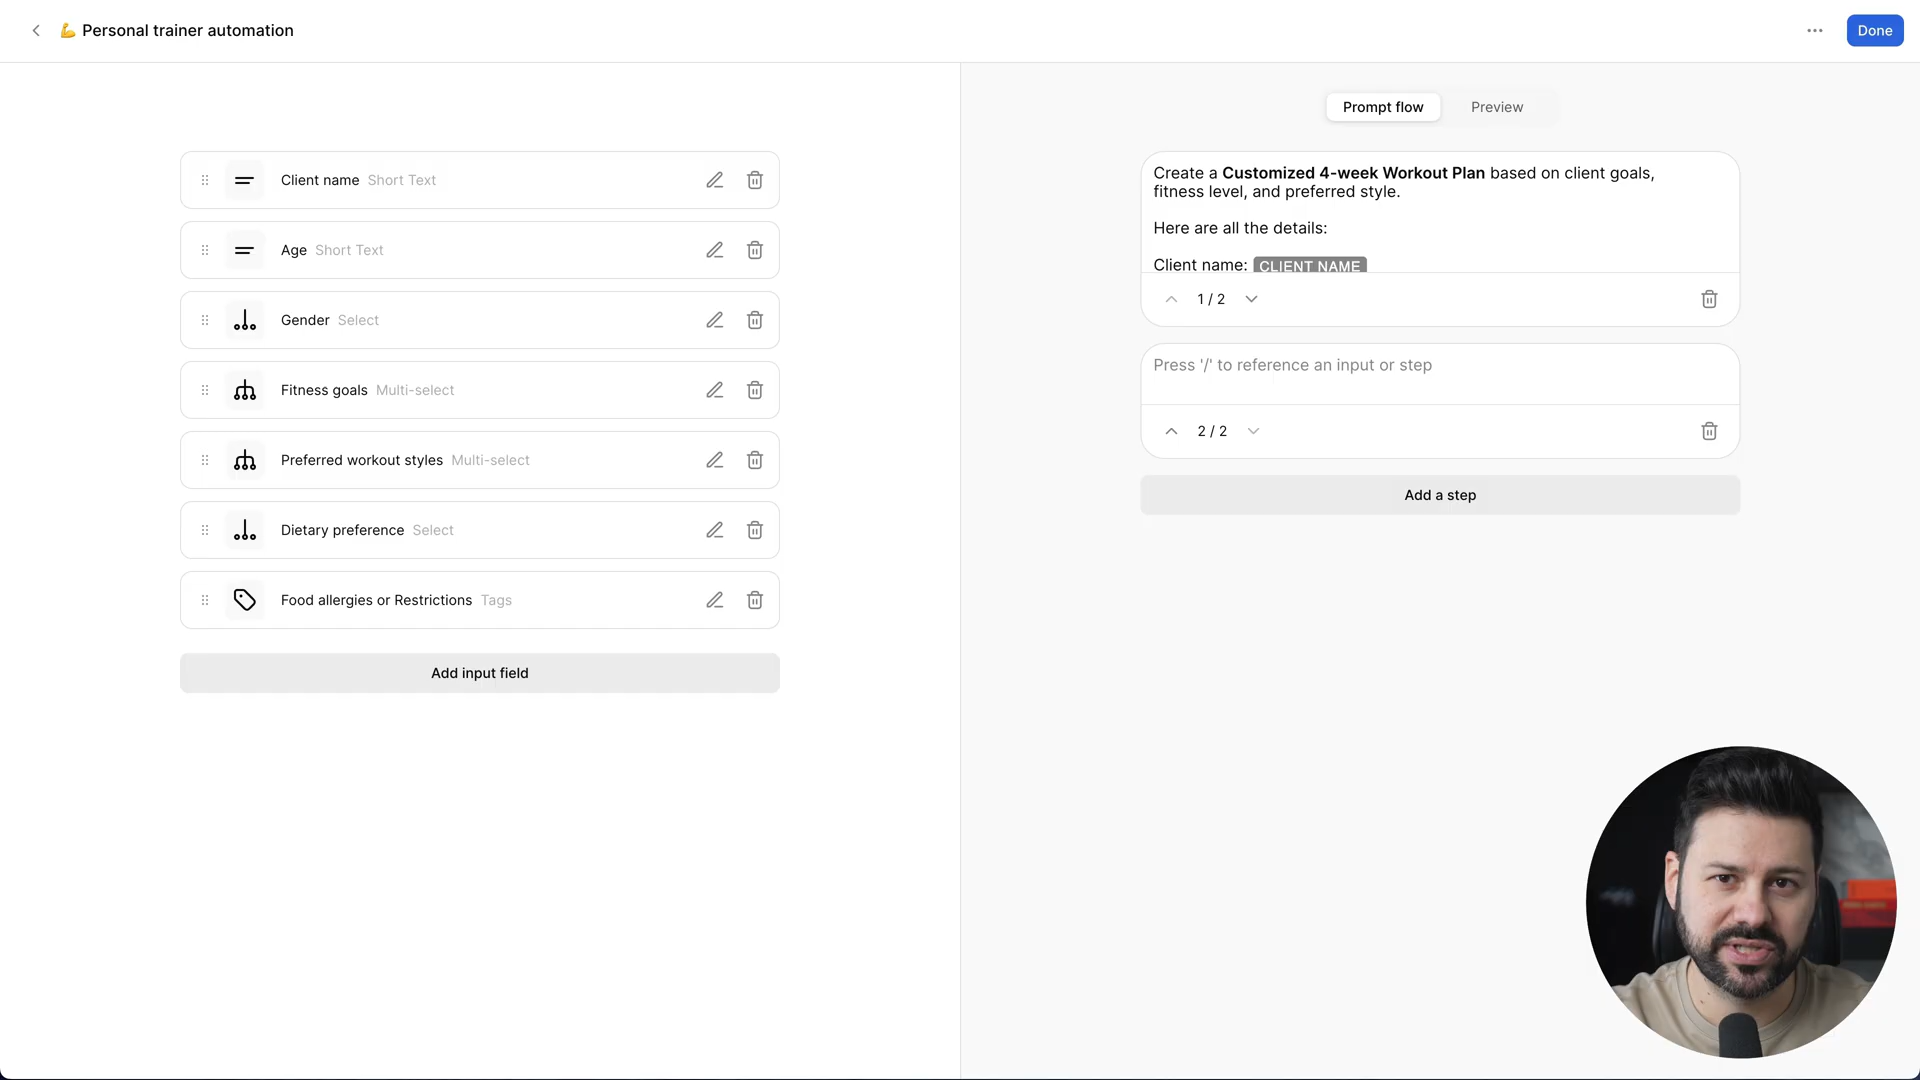 💪 Personal trainer automation
Done
Client name Short Text
Age Short Text
Gender Select
Fitness goals Multi-select
Preferred workout styles Multi-select
Dietary preference Select
Food allergies or Restrictions Tags
Add input field
Prompt flow Preview
Create a Customized 4-week Workout Plan based on client goals,
fitness level, and preferred style.
Here are all the details:
Client name: CLIENT NAME
1 / 2
Press '/' to reference an input or step
2 / 2
Add a step